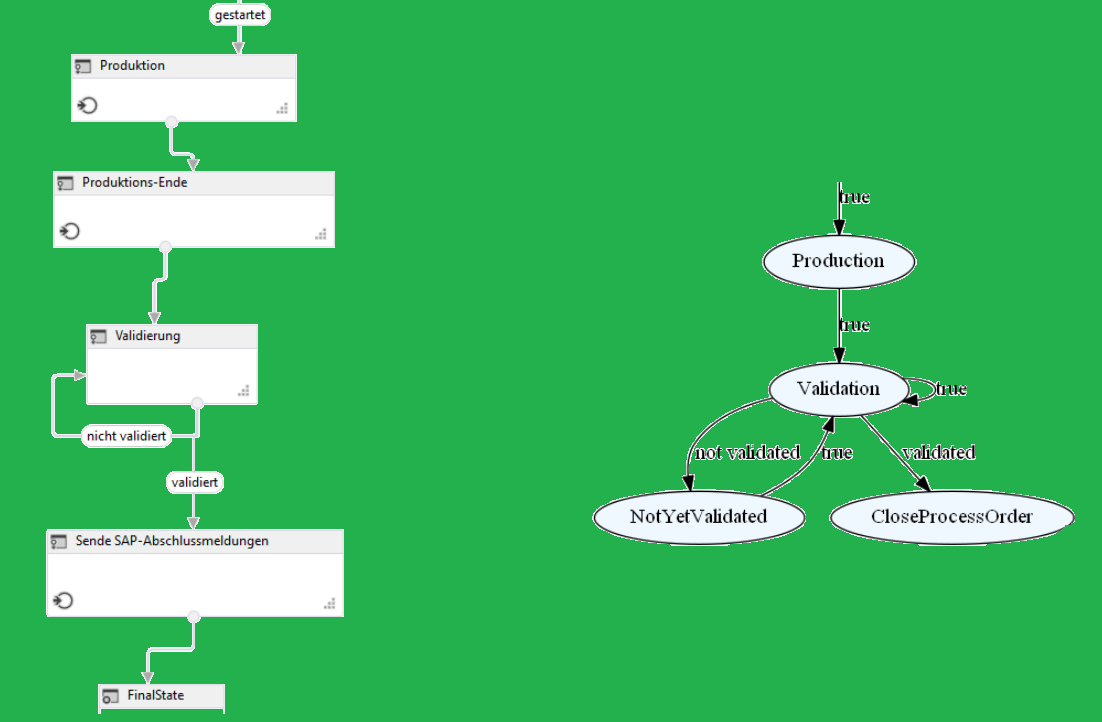 gestartet
Produktion
Produktions-Ende
Validierung
nicht validiert
validiert
Sende SAP-Abschlussmeldungen
FinalState
true
Production
true
Validation
true
not validated
true
validated
NotYetValidated
CloseProcessOrder